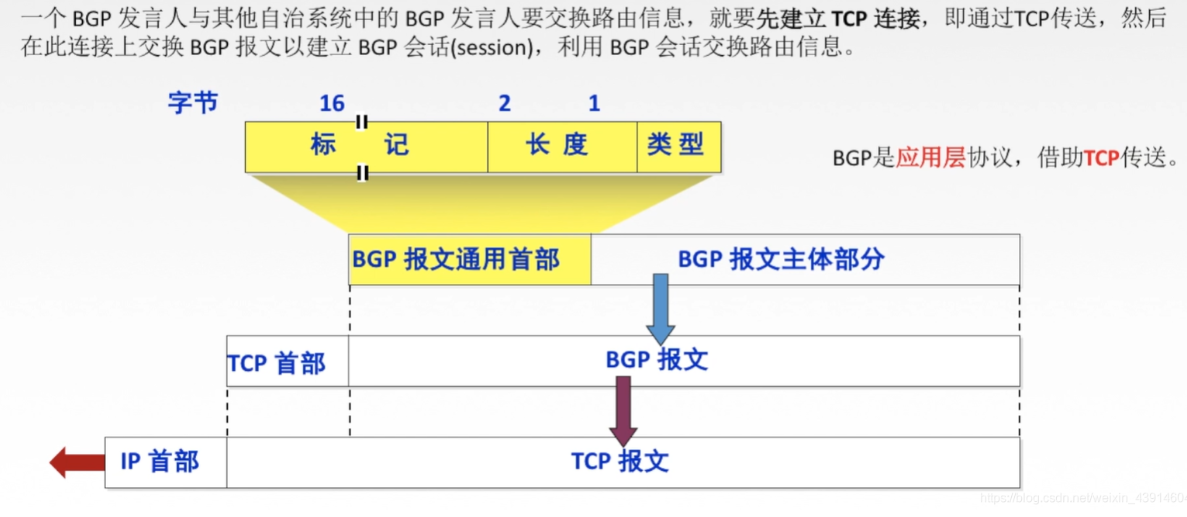 一个 BGP 发言人与其他自治系统中的 BGP 发言人要交换路由信息，就要先建立 TCP 连接，即通过TCP传送，然后
在此连接上交换 BGP 报文以建立 BGP 会话(session)，利用 BGP 会话交换路由信息。
字节 16 2 1
标 记 长 度 类 型
BGP是应用层协议，借助TCP传送。
BGP 报文通用首部 BGP 报文主体部分
TCP 首部 BGP 报文
IP 首部 TCP 报文
https://blog.csdn.net/weixin_4391460